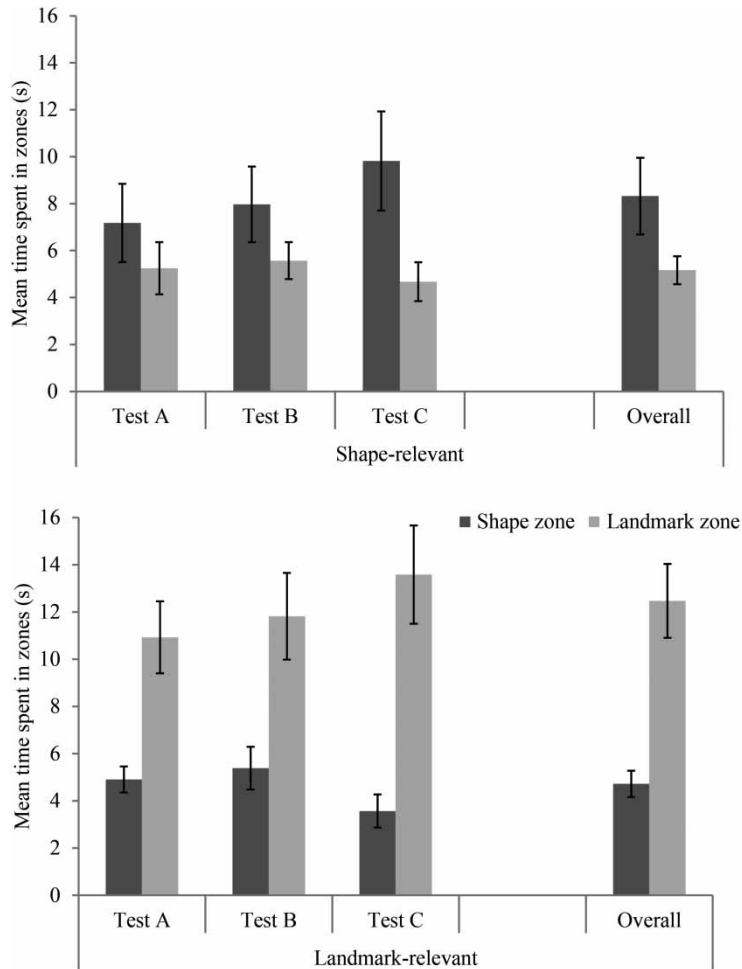 Mean time spent in zones (s)
16
14
12
10
8
6
4
2
0
Test A Test B Test C Overall
Shape-relevant
Shape zone Landmark zone
Mean time spent in zones (s)
16
14
12
10
8
6
4
2
0
Test A Test B Test C Overall
Landmark-relevant